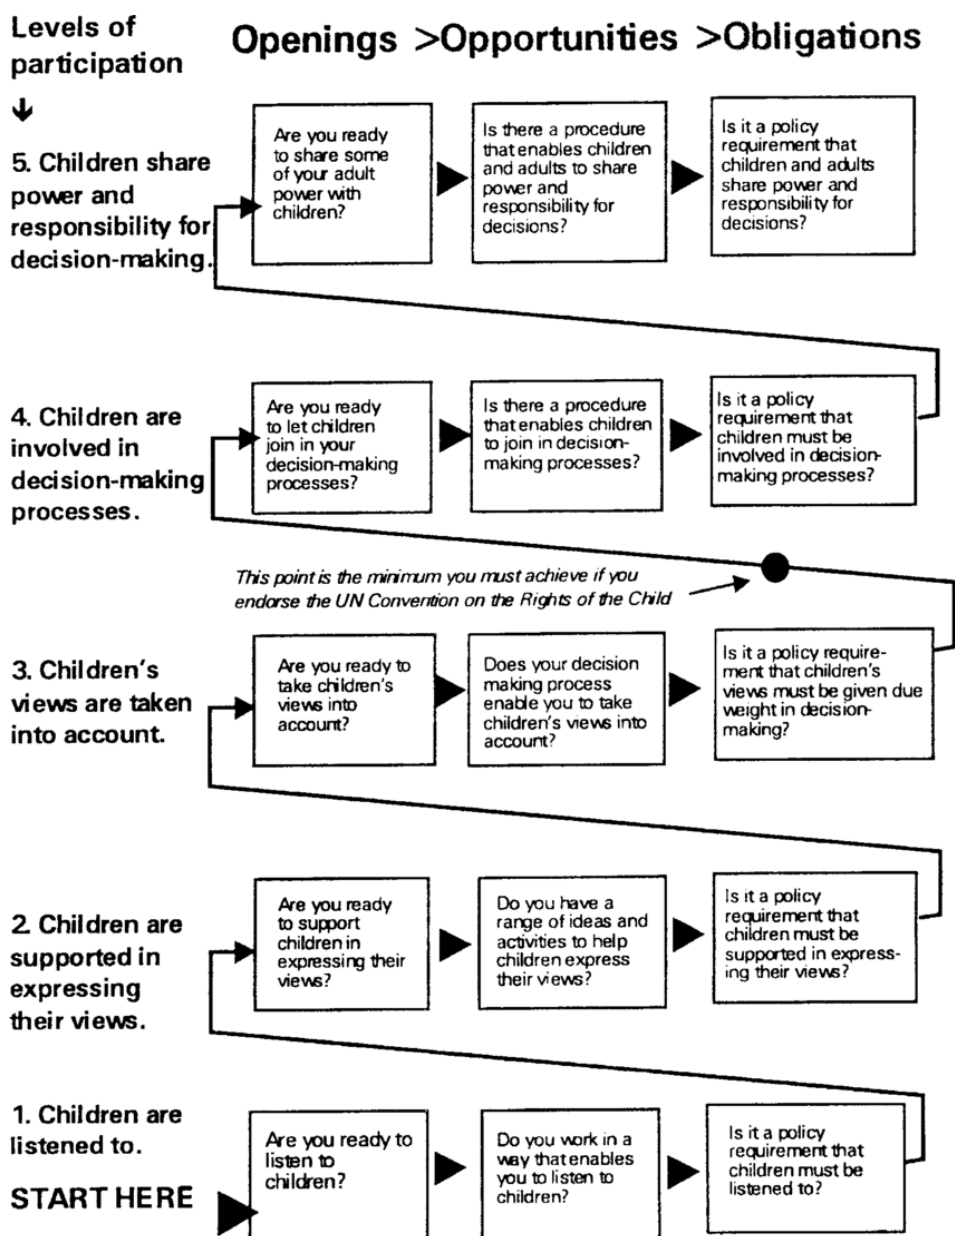 Levels of
participation
Openings >Opportunities >Obligations
5. Children share
power and
responsibility for
decision-making.
Are you ready
to share some
of your adult
power with
children?
Is there a procedure
that enables children
and adults to share
power and
responsibility for
decisions?
Is it a policy
requirement that
children and adults
share power and
responsibility for
decisions?
4. Children are
involved in
decision-making
processes.
Are you ready
to let children
join in your
decision-making
processes?
Is there a procedure
that enables children
to join in decision-
making processes?
Is it a policy
requirement that
children must be
involved in decision-
making processes?
This point is the minimum you must achieve if you
endorse the UN Convention on the Rights of the Child
3. Children's
views are taken
into account.
Are you ready to
take children's
views into
account?
Does your decision
making process
enable you to take
children's views into
account?
Is it a policy require-
ment that children's
views must be given due
weight in decision-
making?
2. Children are
supported in
expressing
their views.
Are you ready
to support
children in
expressing their
views?
Do you have a
range of ideas and
activities to help
children express
their views?
Is it a policy
requirement that
children must be
supported in express-
ing their views?
1. Children are
listened to.
START HERE
Are you ready to
listen to
children?
Do you work in a
way that enables
you to listen to
children?
Is it a policy
requirement that
children must be
listened to?